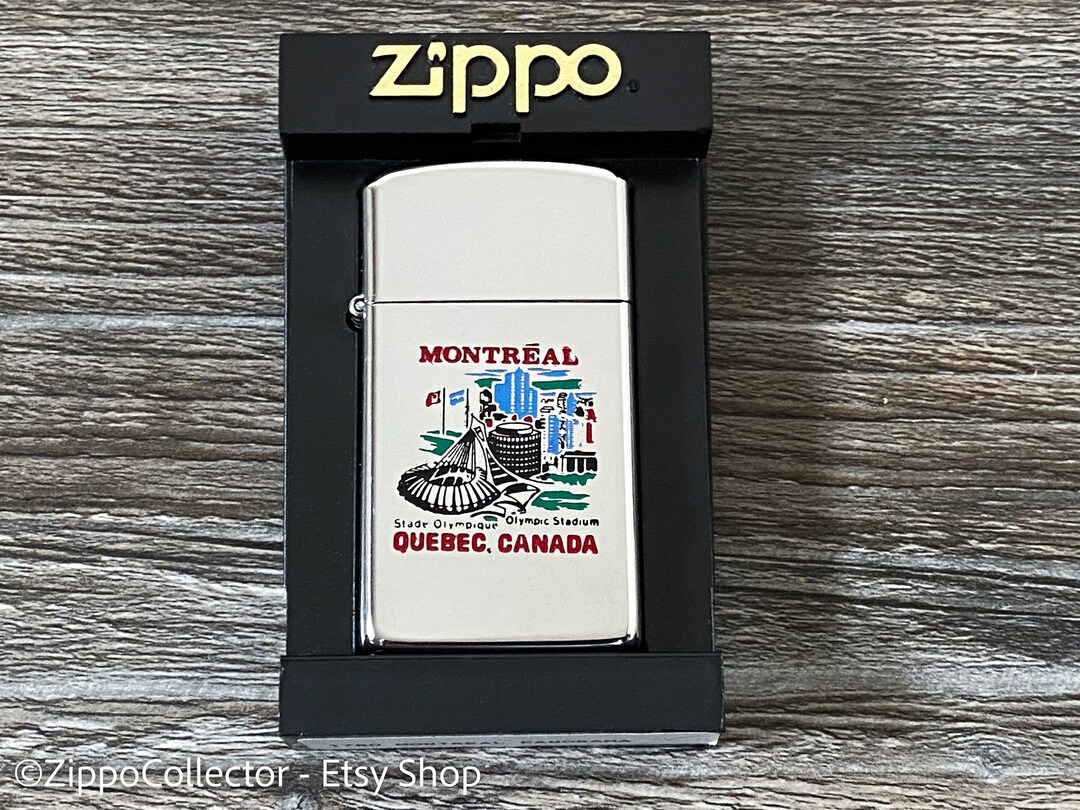 Zippo
MONTRÉAL
Stade Olympique Olympic Stadium
QUEBEC, CANADA
©ZippoCollector - Etsy Shop